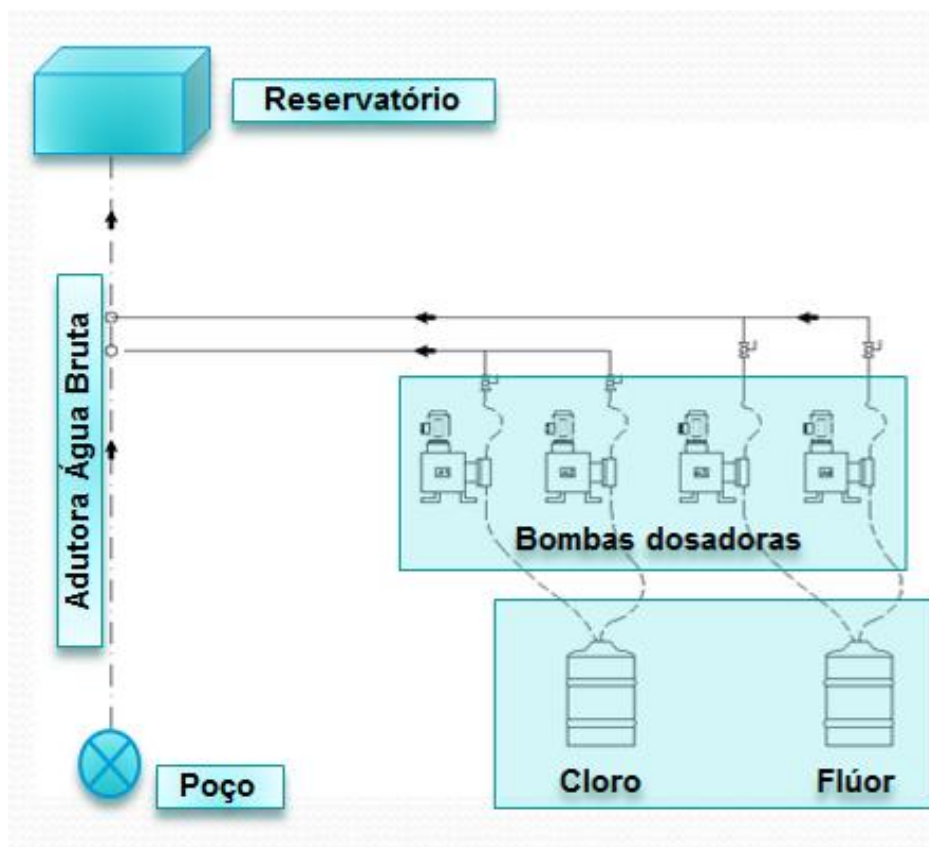 Reservatório
Adutora Água Bruta
Bombas dosadoras
Cloro
Flúor
Poço